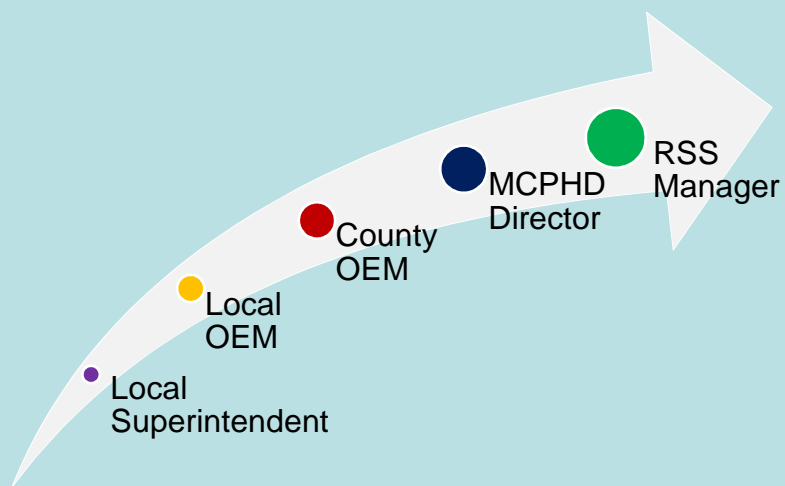 RSS
Manager
MCPHD
Director
County
OEM
Local
OEM
Local
Superintendent